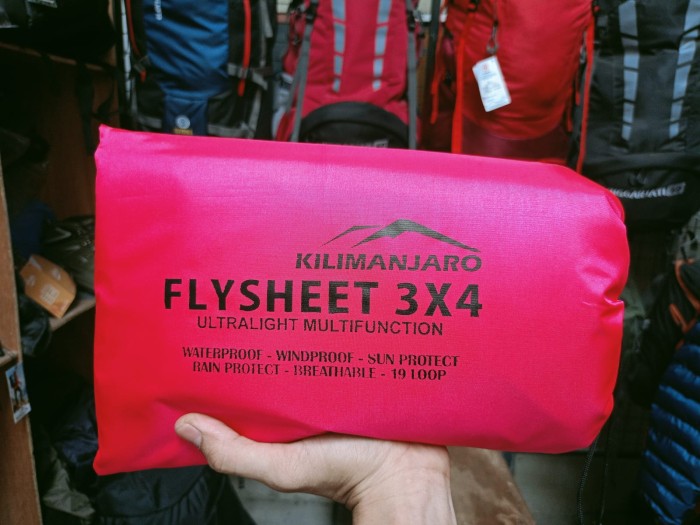 KILIMANJARO
FLYSHEET 3X4
ULTRALIGHT MULTIFUNCTION
WATERPROOF - WINDPROOF - SUN PROTECT
RAIN PROTECT - BREATHABLE - 19 LOOP